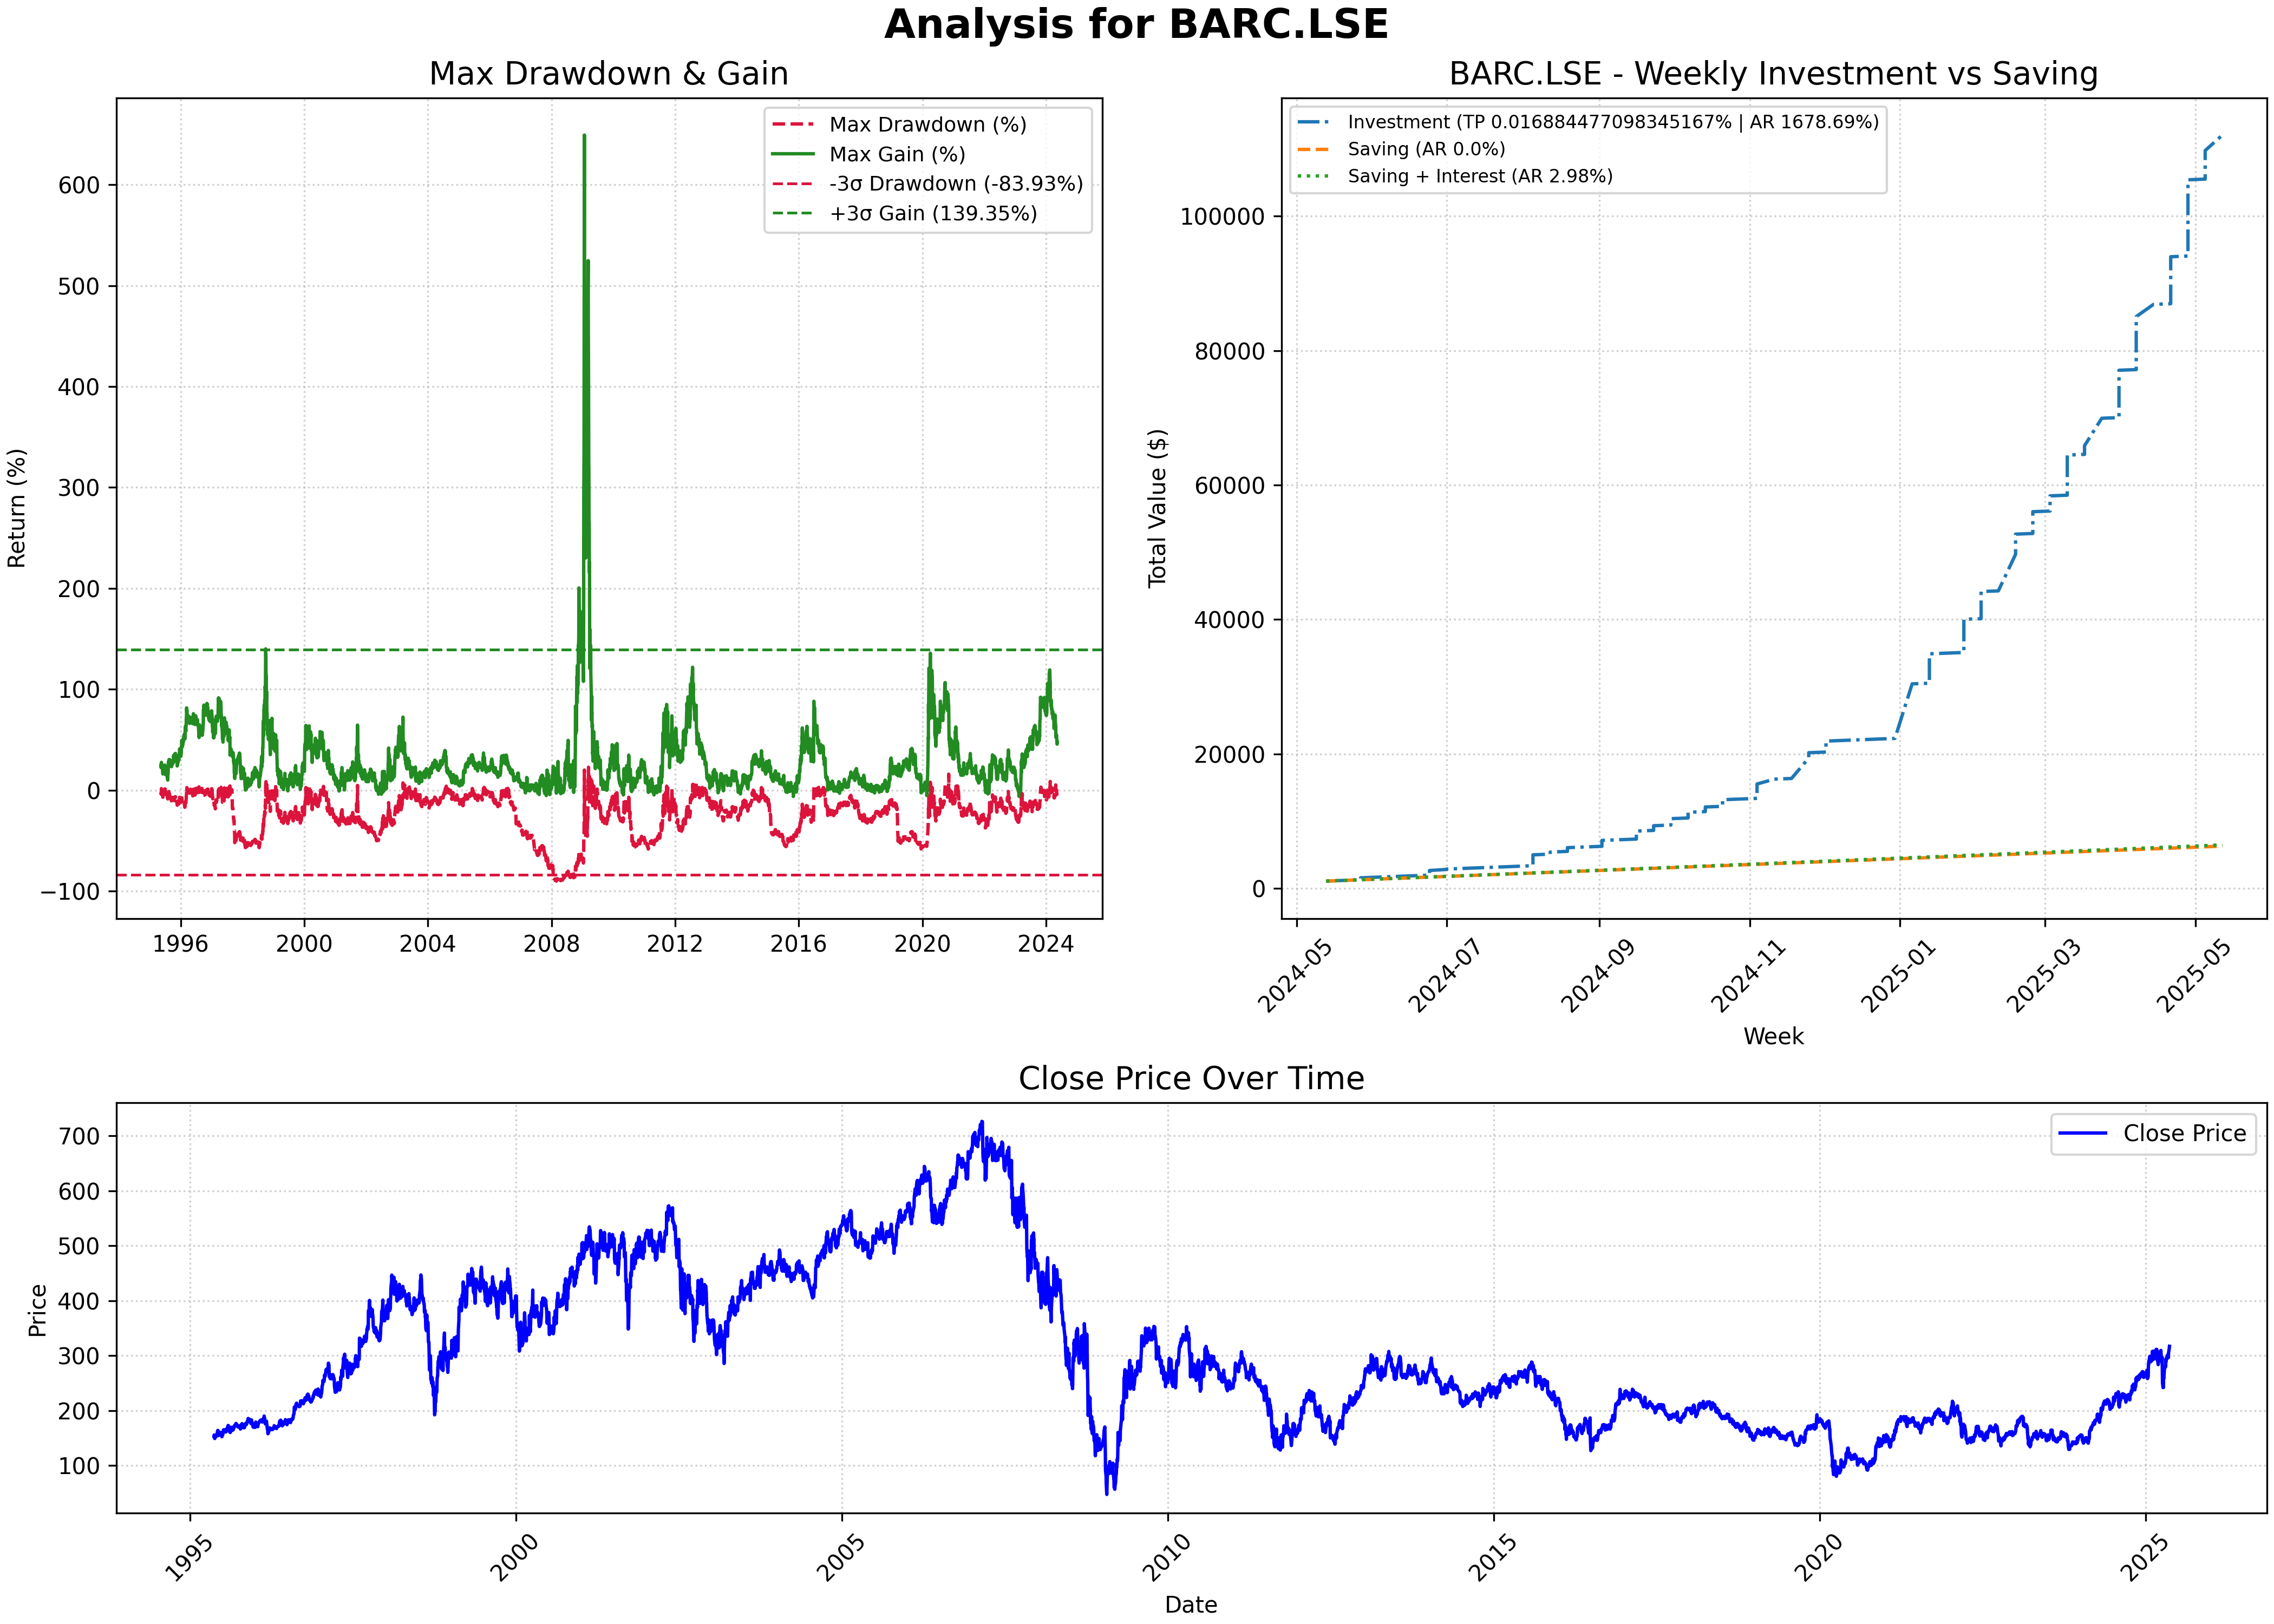 Analysis for BARC.LSE
Max Drawdown & Gain
Return (%)
600
500
400
300
200
100
0
−100
1996 2000 2004 2008 2012 2016 2020 2024
Max Drawdown (%)
Max Gain (%)
-3σ Drawdown (-83.93%)
+3σ Gain (139.35%)
BARC.LSE - Weekly Investment vs Saving
Total Value ($)
100000
80000
60000
40000
20000
0
2024-05 2024-07 2024-09 2024-11 2025-01 2025-03 2025-05
Week
Investment (TP 0.016884477098345167% | AR 1678.69%)
Saving (AR 0.0%)
Saving + Interest (AR 2.98%)
Close Price Over Time
Price
700
600
500
400
300
200
100
1995 2000 2005 2010 2015 2020 2025
Date
Close Price